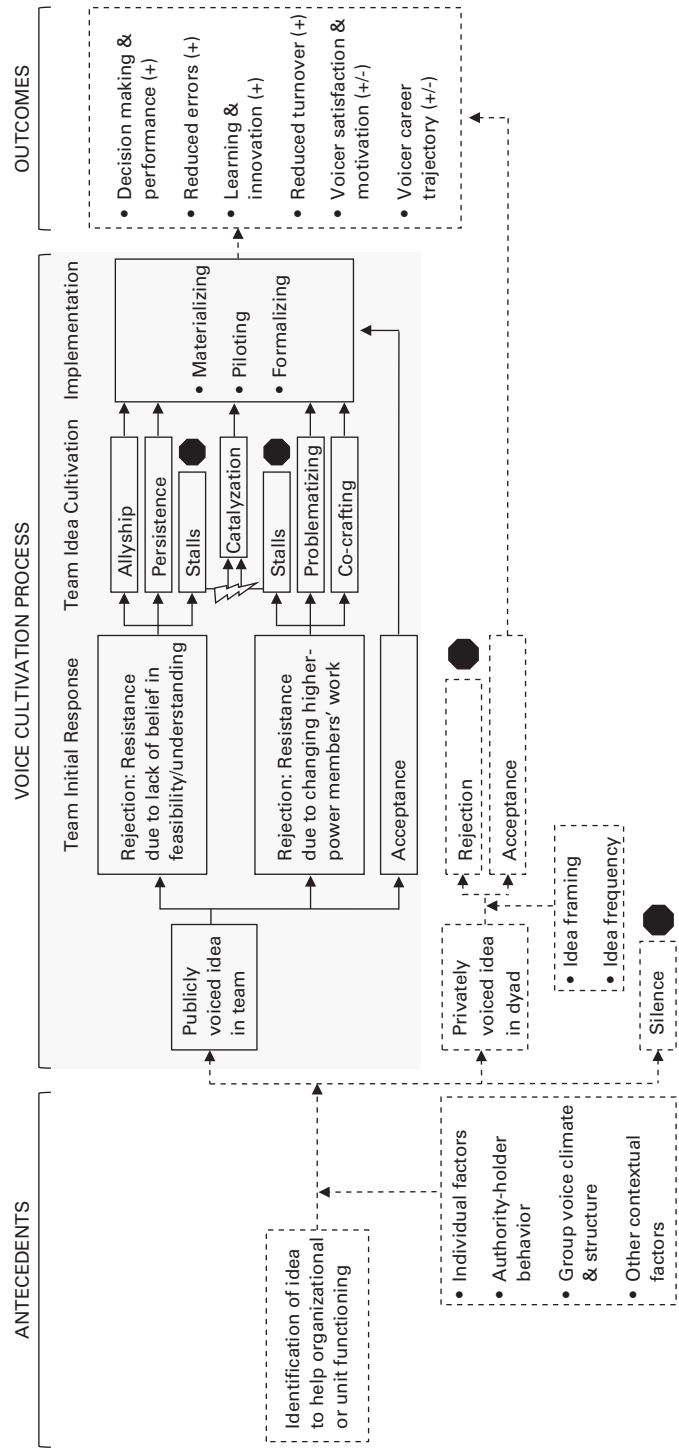 ANTECEDENTS
VOICE CULTIVATION PROCESS
OUTCOMES
Team Initial Response
Team Idea Cultivation
Implementation
Identification of idea
to help organizational
or unit functioning
• Individual factors
• Authority-holder
behavior
• Group voice climate
& structure
• Other contextual
factors
Publicly
voiced idea
in team
Privately
voiced idea
in dyad
• Idea framing
• Idea frequency
Silence
Rejection: Resistance
due to lack of belief in
feasibility/understanding
Rejection: Resistance
due to changing higher-
power members' work
Acceptance
Rejection
Acceptance
Allyship
Persistence
Stalls
Catalyzation
Stalls
Problematizing
Co-crafting
• Materializing
• Piloting
• Formalizing
• Decision making &
performance (+)
• Reduced errors (+)
• Learning &
innovation (+)
• Reduced turnover (+)
• Voicer satisfaction &
motivation (+/-)
• Voicer career
trajectory (+/-)